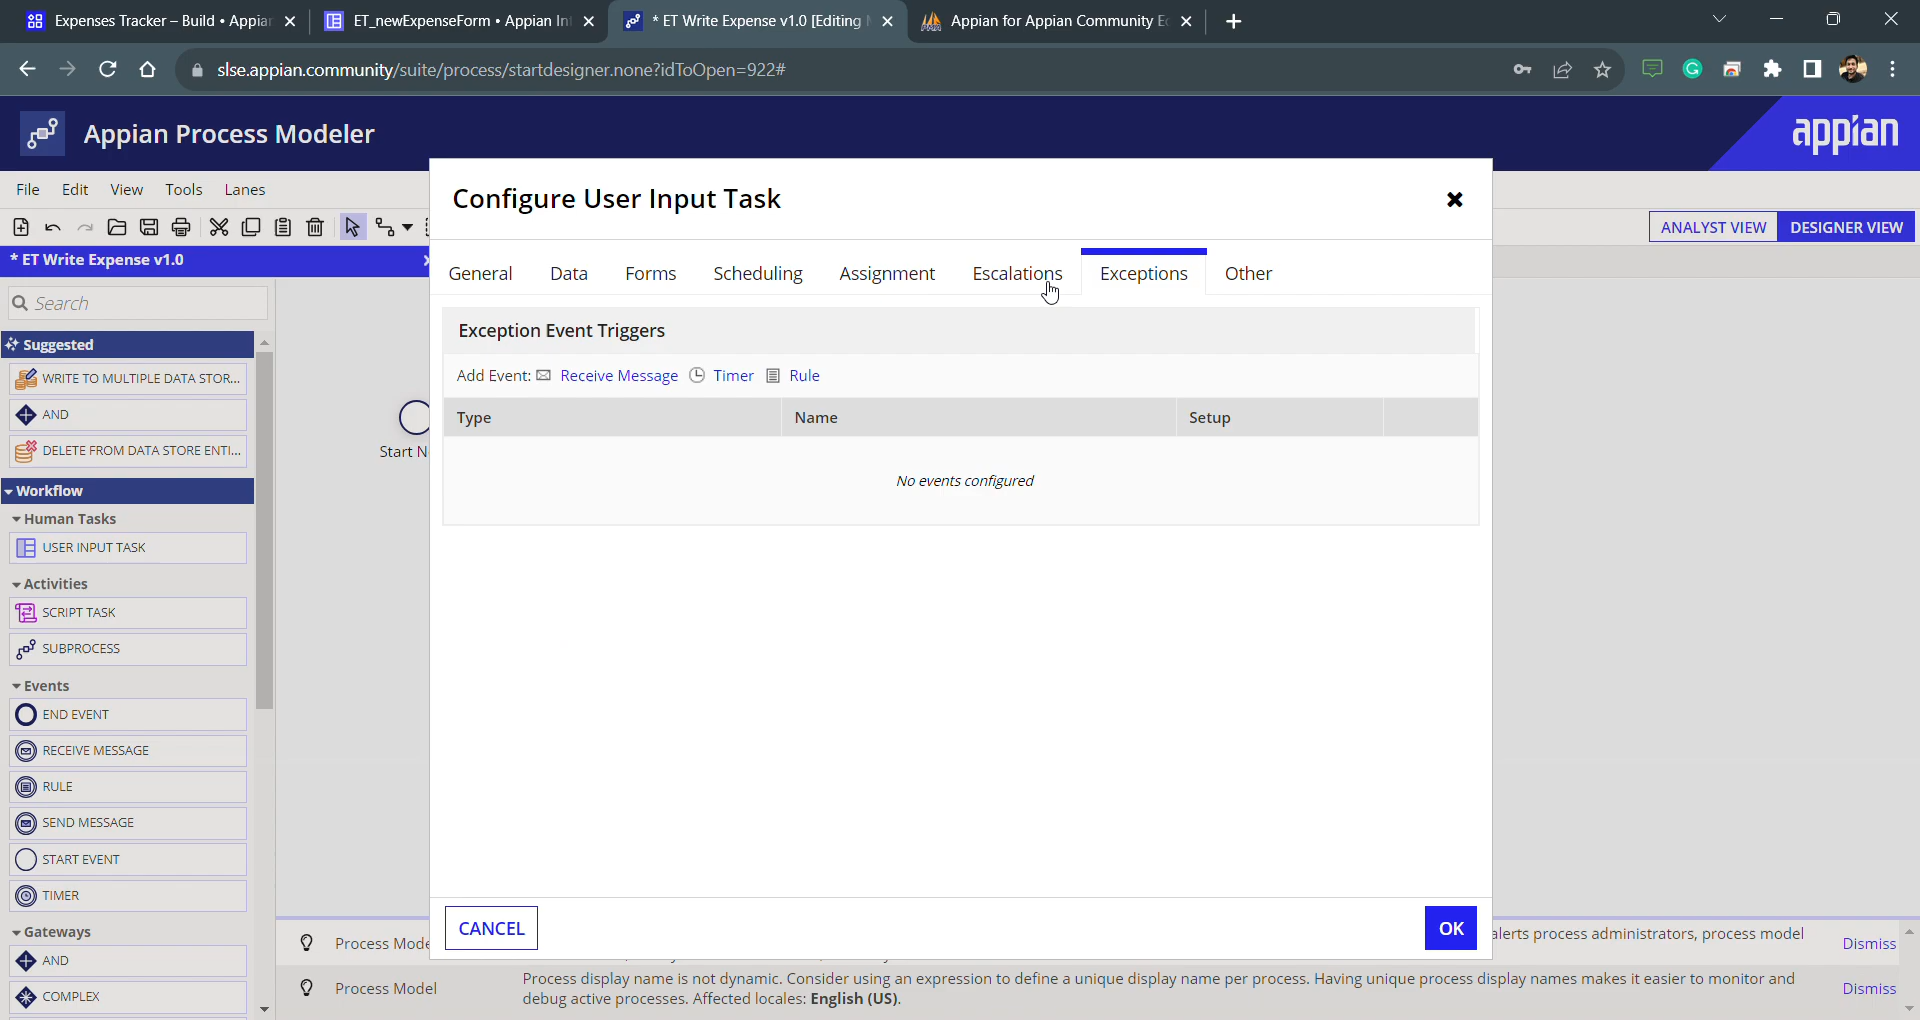 Expenses Tracker – Build • Appian
ET_newExpenseForm • Appian Int
* ET Write Expense v1.0 [Editing M
Appian for Appian Community Ed
slse.appian.community/suite/process/startdesigner.none?idToOpen=922#
Appian Process Modeler
appian
File Edit View Tools Lanes
ANALYST VIEW DESIGNER VIEW
* ET Write Expense v1.0
Search
Suggested
WRITE TO MULTIPLE DATA STOR...
AND
DELETE FROM DATA STORE ENTI...
Workflow
Human Tasks
USER INPUT TASK
Activities
SCRIPT TASK
SUBPROCESS
Events
END EVENT
RECEIVE MESSAGE
RULE
SEND MESSAGE
START EVENT
TIMER
Gateways
AND
COMPLEX
Start N
Configure User Input Task
General Data Forms Scheduling Assignment Escalations Exceptions Other
Exception Event Triggers
Add Event: Receive Message Timer Rule
Type Name Setup
No events configured
CANCEL OK
Process Mode
alerts process administrators, process model
Dismiss
Process Model
Process display name is not dynamic. Consider using an expression to define a unique display name per process. Having unique process display names makes it easier to monitor and
debug active processes. Affected locales: English (US).
Dismiss